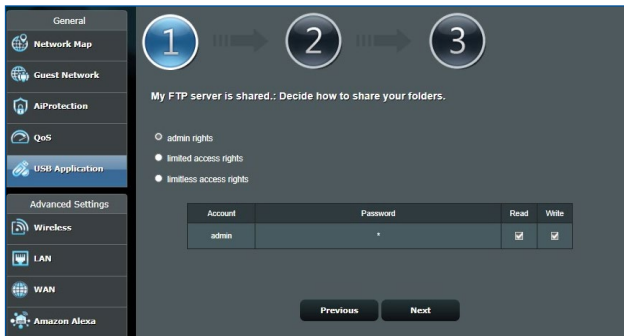 General
Network Map
Guest Network
AiProtection
QoS
USB Application
Advanced Settings
Wireless
LAN
WAN
Amazon Alexa
1
2
3
My FTP server is shared.: Decide how to share your folders.
admin rights
limited access rights
limitless access rights
Account Password Read Write
admin *
Previous Next